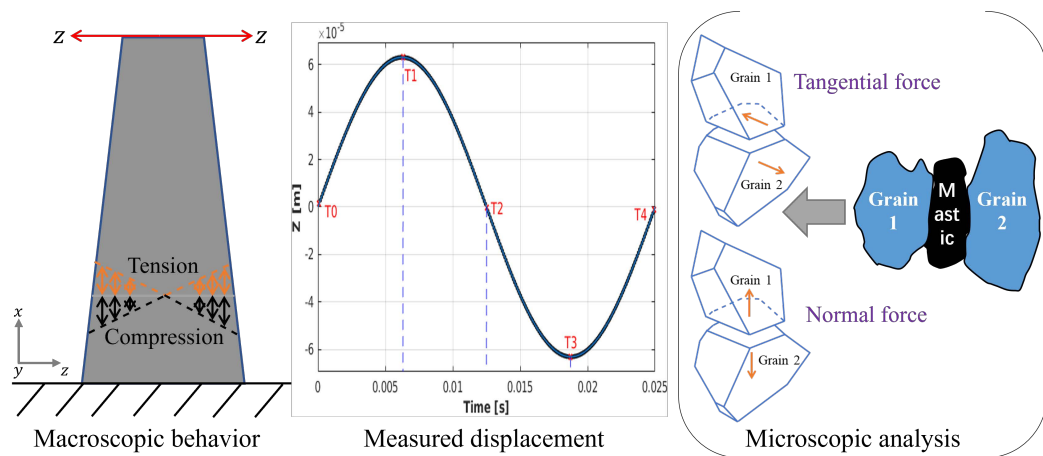 z z
Tension
Compression
x
y z
Macroscopic behavior
×10⁻⁵
6
4
2
0
-2
-4
-6
z [m]
T0
T1
T2
T3
T4
0 0.005 0.01 0.015 0.02 0.025
Time [s]
Measured displacement
Grain 1
Tangential force
Grain 2
Grain 1
Normal force
Grain 2
Grain
1
M
ast
ic
Grain
2
Microscopic analysis